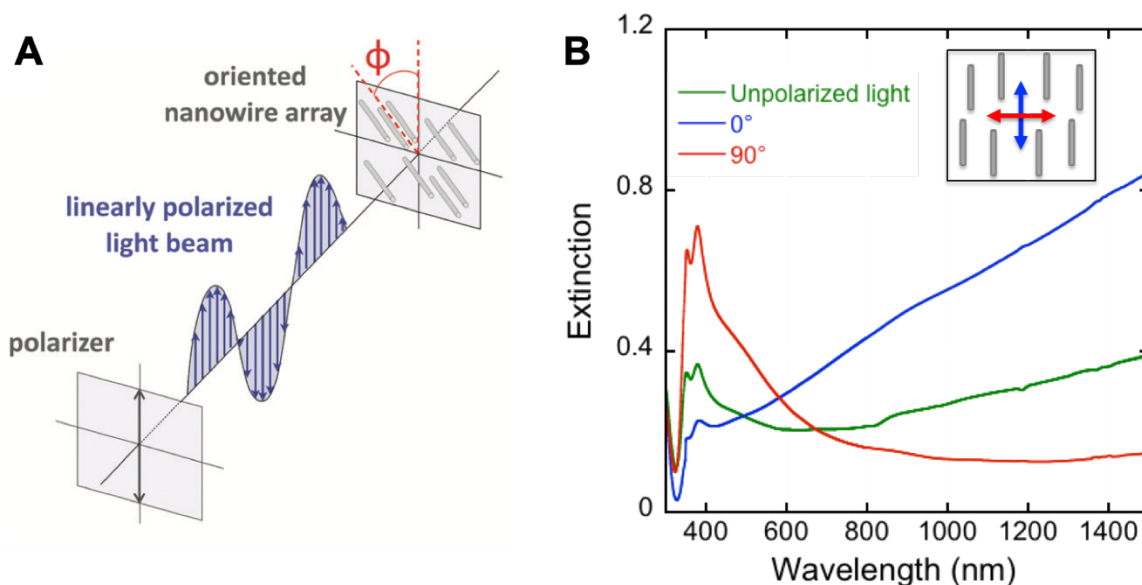 A
ϕ
oriented
nanowire array
linearly polarized
light beam
polarizer
B
Unpolarized light
0°
90°
1.2
0.8
0.4
0
Extinction
400 600 800 1000 1200 1400
Wavelength (nm)